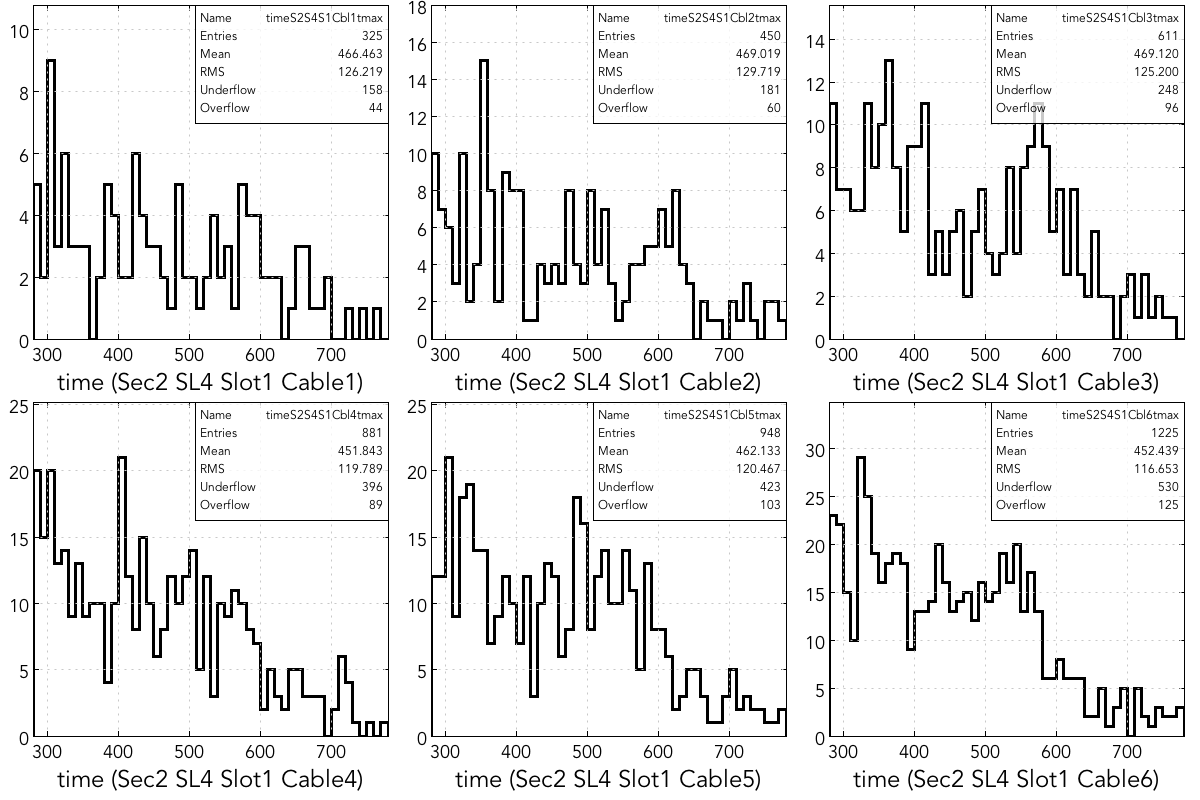 10
8
6
4
2
0
300 400 500 600 700
time (Sec2 SL4 Slot1 Cable1)
Name timeS2S4S1Cbl1tmax
Entries 325
Mean 466.463
RMS 126.219
Underflow 158
Overflow 44
18
16
14
12
10
8
6
4
2
0
300 400 500 600 700
time (Sec2 SL4 Slot1 Cable2)
Name timeS2S4S1Cbl2tmax
Entries 450
Mean 469.019
RMS 129.719
Underflow 181
Overflow 60
14
12
10
8
6
4
2
0
300 400 500 600 700
time (Sec2 SL4 Slot1 Cable3)
Name timeS2S4S1Cbl3tmax
Entries 611
Mean 469.120
RMS 125.200
Underflow 248
Overflow 96
25
20
15
10
5
0
300 400 500 600 700
time (Sec2 SL4 Slot1 Cable4)
Name timeS2S4S1Cbl4tmax
Entries 881
Mean 451.843
RMS 119.789
Underflow 396
Overflow 89
25
20
15
10
5
0
300 400 500 600 700
time (Sec2 SL4 Slot1 Cable5)
Name timeS2S4S1Cbl5tmax
Entries 948
Mean 462.133
RMS 120.467
Underflow 423
Overflow 103
30
25
20
15
10
5
0
300 400 500 600 700
time (Sec2 SL4 Slot1 Cable6)
Name timeS2S4S1Cbl6tmax
Entries 1225
Mean 452.439
RMS 116.653
Underflow 530
Overflow 125